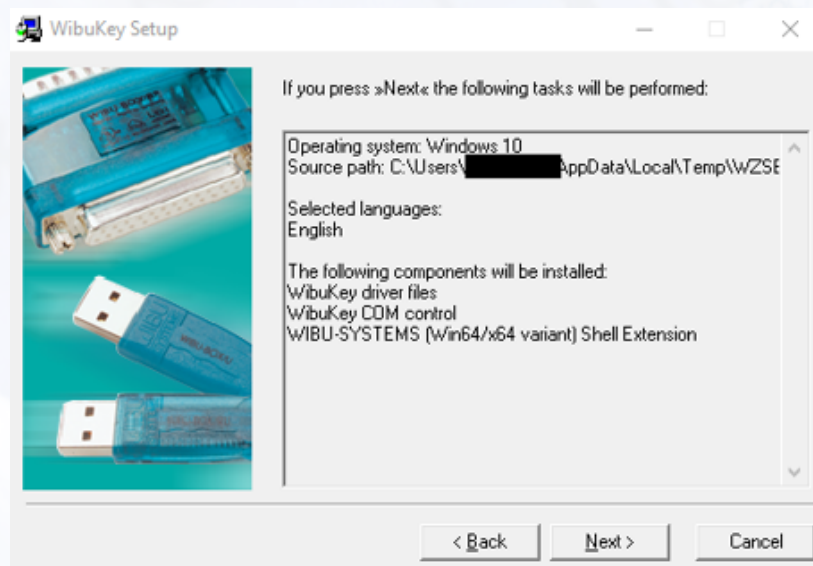 WibuKey Setup
If you press »Next« the following tasks will be performed:
Operating system: Windows 10
Source path: C:\Users\ AppData\Local\Temp\WZSE
Selected languages:
English
The following components will be installed:
WibuKey driver files
WibuKey COM control
WIBU-SYSTEMS (Win64/x64 variant) Shell Extension
< Back
Next >
Cancel